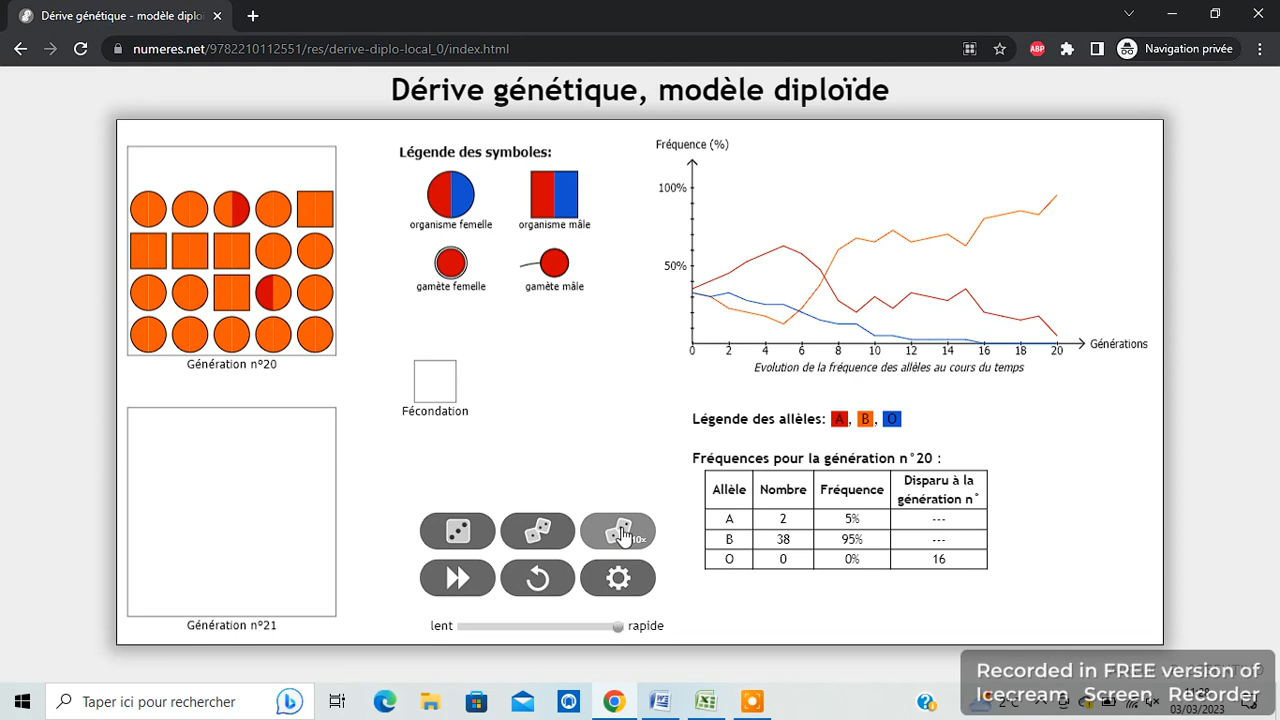 Dérive génétique - modèle diplo
numeres.net/9782210112551/res/derive-diplo-local_0/index.html
ABP
Navigation privée
Dérive génétique, modèle diploïde
Génération n°20
Génération n°21
Légende des symboles:
organisme femelle
organisme mâle
gamète femelle
gamète mâle
Fécondation
10×
lent
rapide
Fréquence (%)
100%
50%
0 2 4 6 8 10 12 14 16 18 20
Générations
Evolution de la fréquence des allèles au cours du temps
Légende des allèles: A, B, O
Fréquences pour la génération n°20 :
Allèle Nombre Fréquence Disparu à la
génération n°
A 2 5% ---
B 38 95% ---
O 0 0% 16
Recorded in FREE version of
Icecream Screen Recorder
Taper ici pour rechercher
03/03/2023